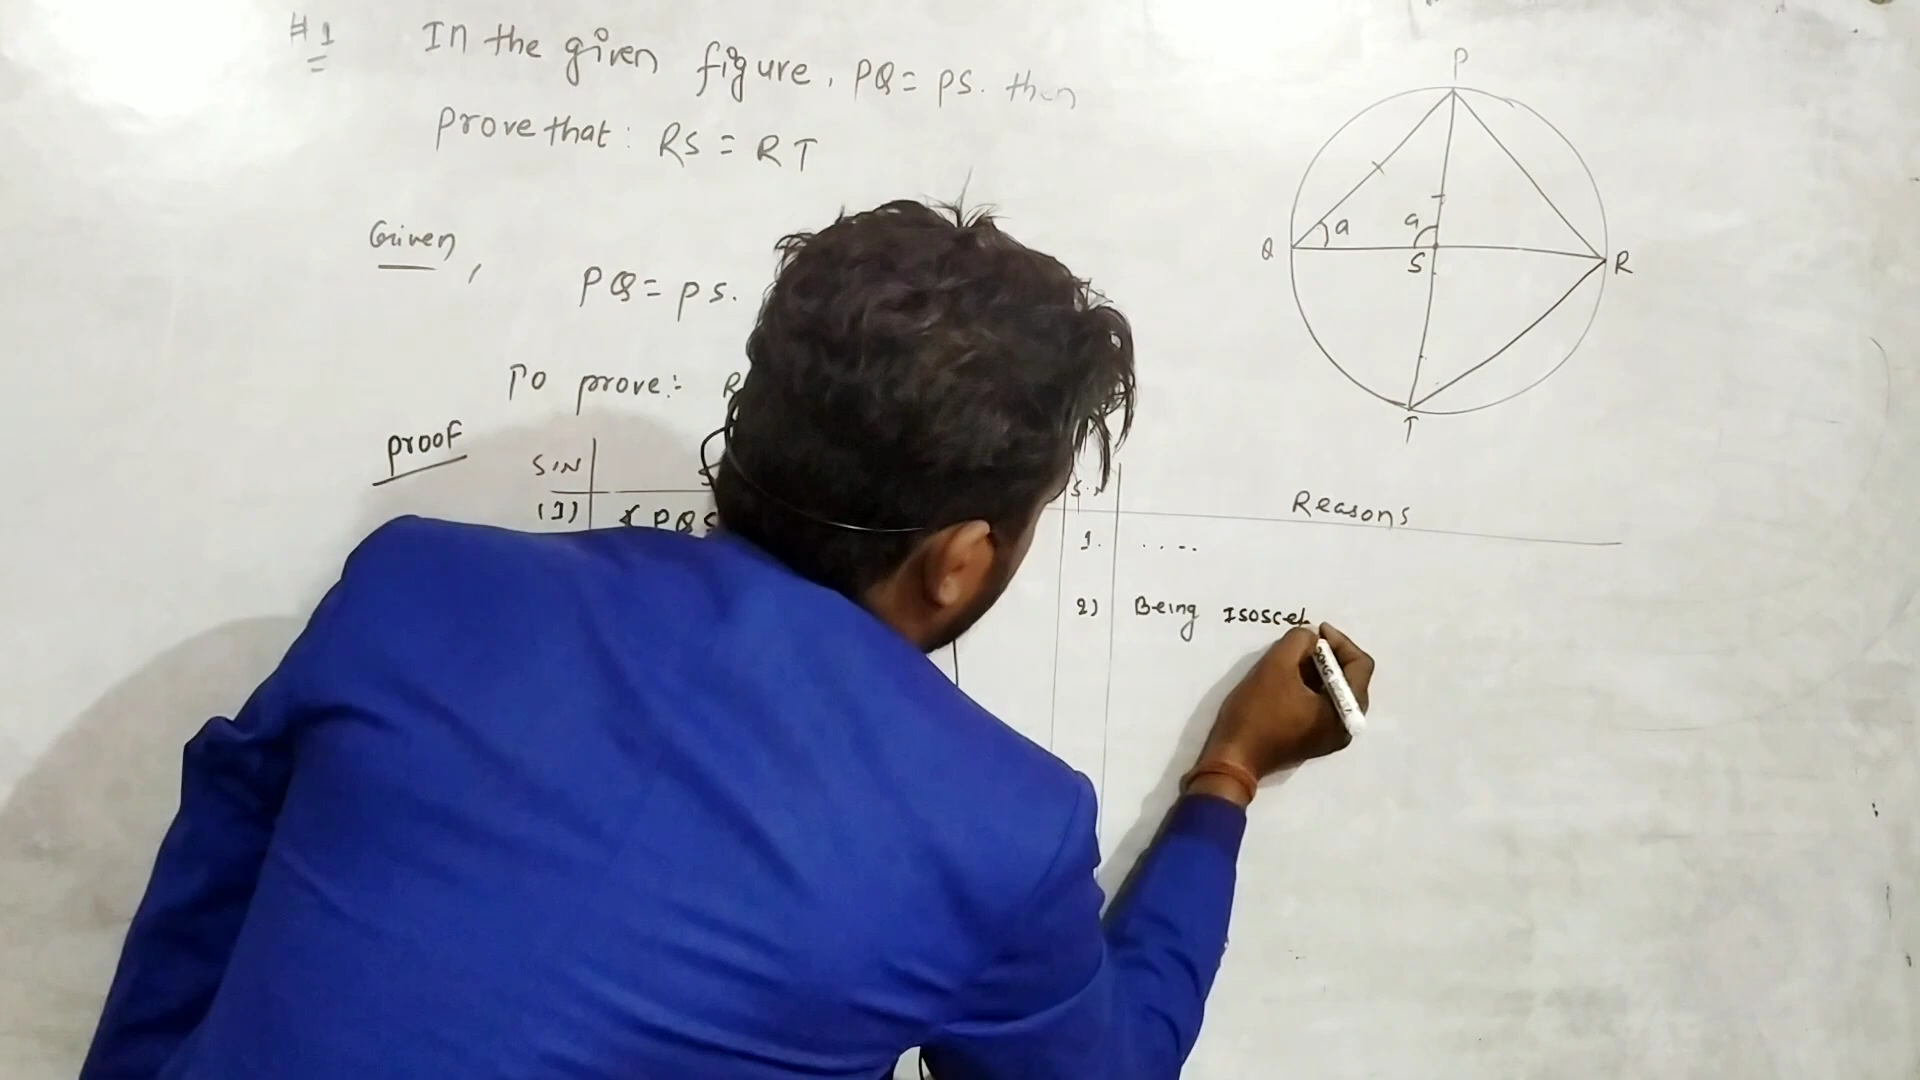 #1 In the given figure, PQ = PS. then
prove that: RS = RT
Given,
PQ = PS.
To prove:- R
proof
S.N
(1) ∠PQS
S.N Reasons
1. ....
2) Being Isoscel
P
Q a a S R
T